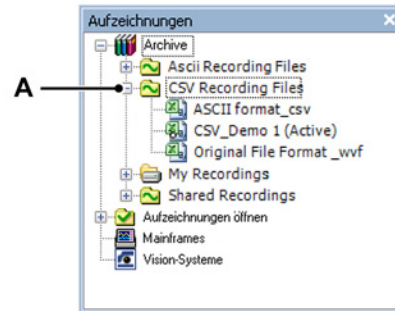 Aufzeichnungen
Archive
Ascii Recording Files
A
CSV Recording Files
ASCII format_csv
CSV_Demo 1 (Active)
Original File Format _wvf
My Recordings
Shared Recordings
Aufzeichnungen öffnen
Mainframes
Vision-Systeme